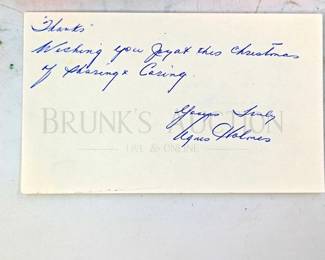 "Thanks"
Wishing you Joy at this Christmas
of Sharing & Caring.
Yours Truly
Agnes Holmes
BRUNK'S AUCTION
LIVE & ONLINE